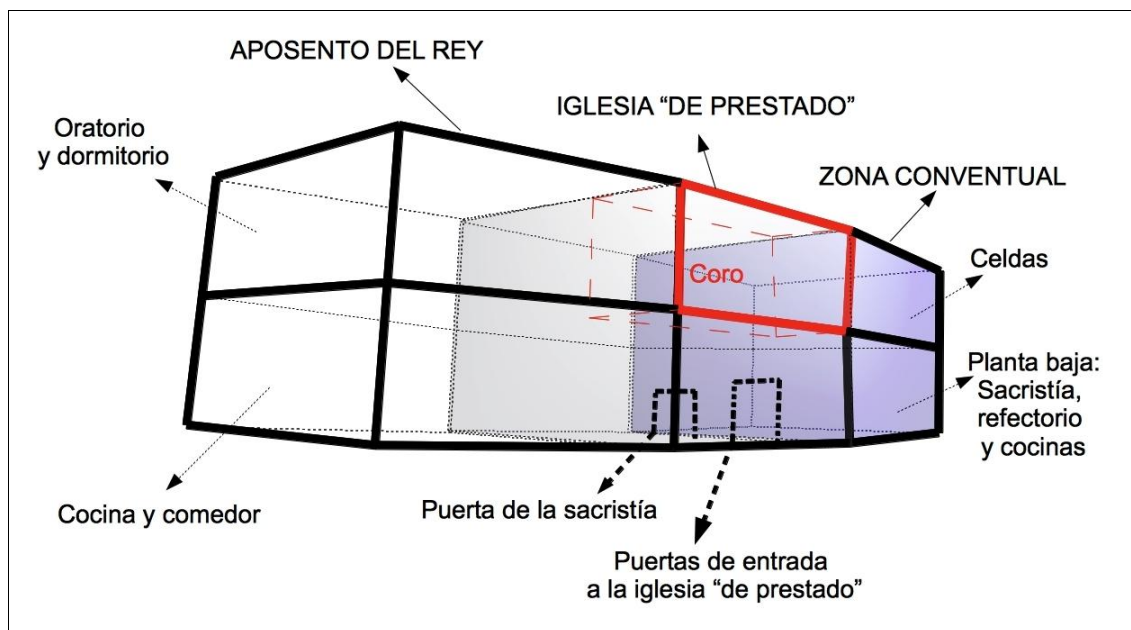 APOSENTO DEL REY
IGLESIA “DE PRESTADO”
Oratorio
y dormitorio
ZONA CONVENTUAL
Celdas
Coro
Planta baja:
Sacristía,
refectorio
y cocinas
Cocina y comedor
Puerta de la sacristía
Puertas de entrada
a la iglesia “de prestado”